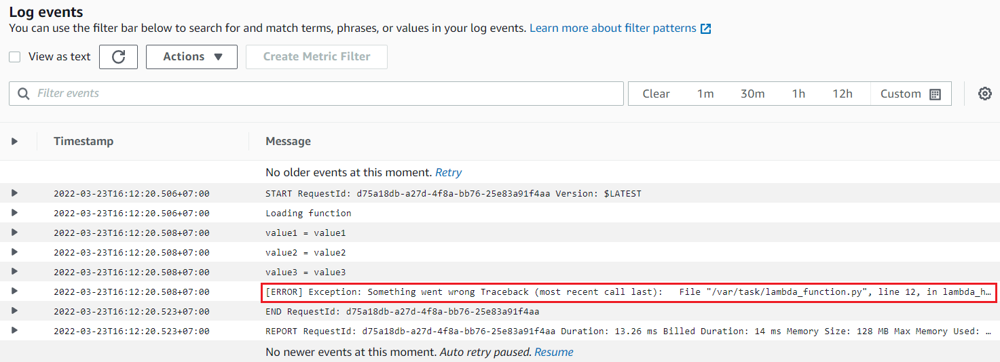 Log events
You can use the filter bar below to search for and match terms, phrases, or values in your log events. Learn more about filter patterns
View as text Actions Create Metric Filter
Filter events Clear 1m 30m 1h 12h Custom
Timestamp Message
No older events at this moment. Retry
2022-03-23T16:12:20.506+07:00 START RequestId: d75a18db-a27d-4f8a-bb76-25e83a91f4aa Version: $LATEST
2022-03-23T16:12:20.506+07:00 Loading function
2022-03-23T16:12:20.508+07:00 value1 = value1
2022-03-23T16:12:20.508+07:00 value2 = value2
2022-03-23T16:12:20.508+07:00 value3 = value3
2022-03-23T16:12:20.508+07:00 [ERROR] Exception: Something went wrong Traceback (most recent call last): File "/var/task/lambda_function.py", line 12, in lambda_h…
2022-03-23T16:12:20.523+07:00 END RequestId: d75a18db-a27d-4f8a-bb76-25e83a91f4aa
2022-03-23T16:12:20.523+07:00 REPORT RequestId: d75a18db-a27d-4f8a-bb76-25e83a91f4aa Duration: 13.26 ms Billed Duration: 14 ms Memory Size: 128 MB Max Memory Used: …
No newer events at this moment. Auto retry paused. Resume